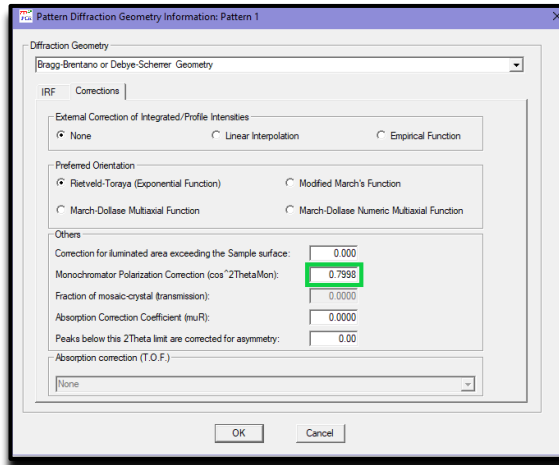 Pattern Diffraction Geometry Information: Pattern 1
Diffraction Geometry
Bragg-Brentano or Debye-Scherrer Geometry
IRF Corrections
External Correction of Integrated/Profile Intensities
None Linear Interpolation Empirical Function
Preferred Orientation
Rietveld-Toraya (Exponential Function) Modified March's Function
March-Dollase Multiaxial Function March-Dollase Numeric Multiaxial Function
Others
Correction for iluminated area exceeding the Sample surface: 0.000
Monochromator Polarization Correction (cos^2ThetaMon): 0.7998
Fraction of mosaic-crystal (transmission): 0.0000
Absorption Correction Coefficient (muR): 0.0000
Peaks below this 2Theta limit are corrected for asymmetry: 0.00
Absorption correction (T.O.F.)
None
OK Cancel